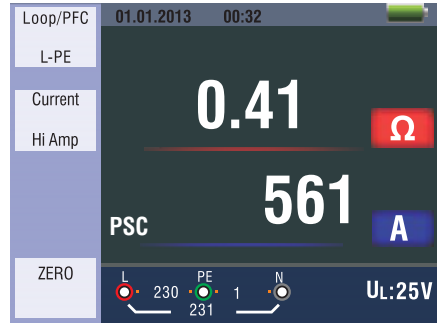 Loop/PFC
01.01.2013 00:32
L-PE
Current
Hi Amp
0.41
Ω
561
PSC
A
ZERO
L PE N
230 1
231
UL:25V